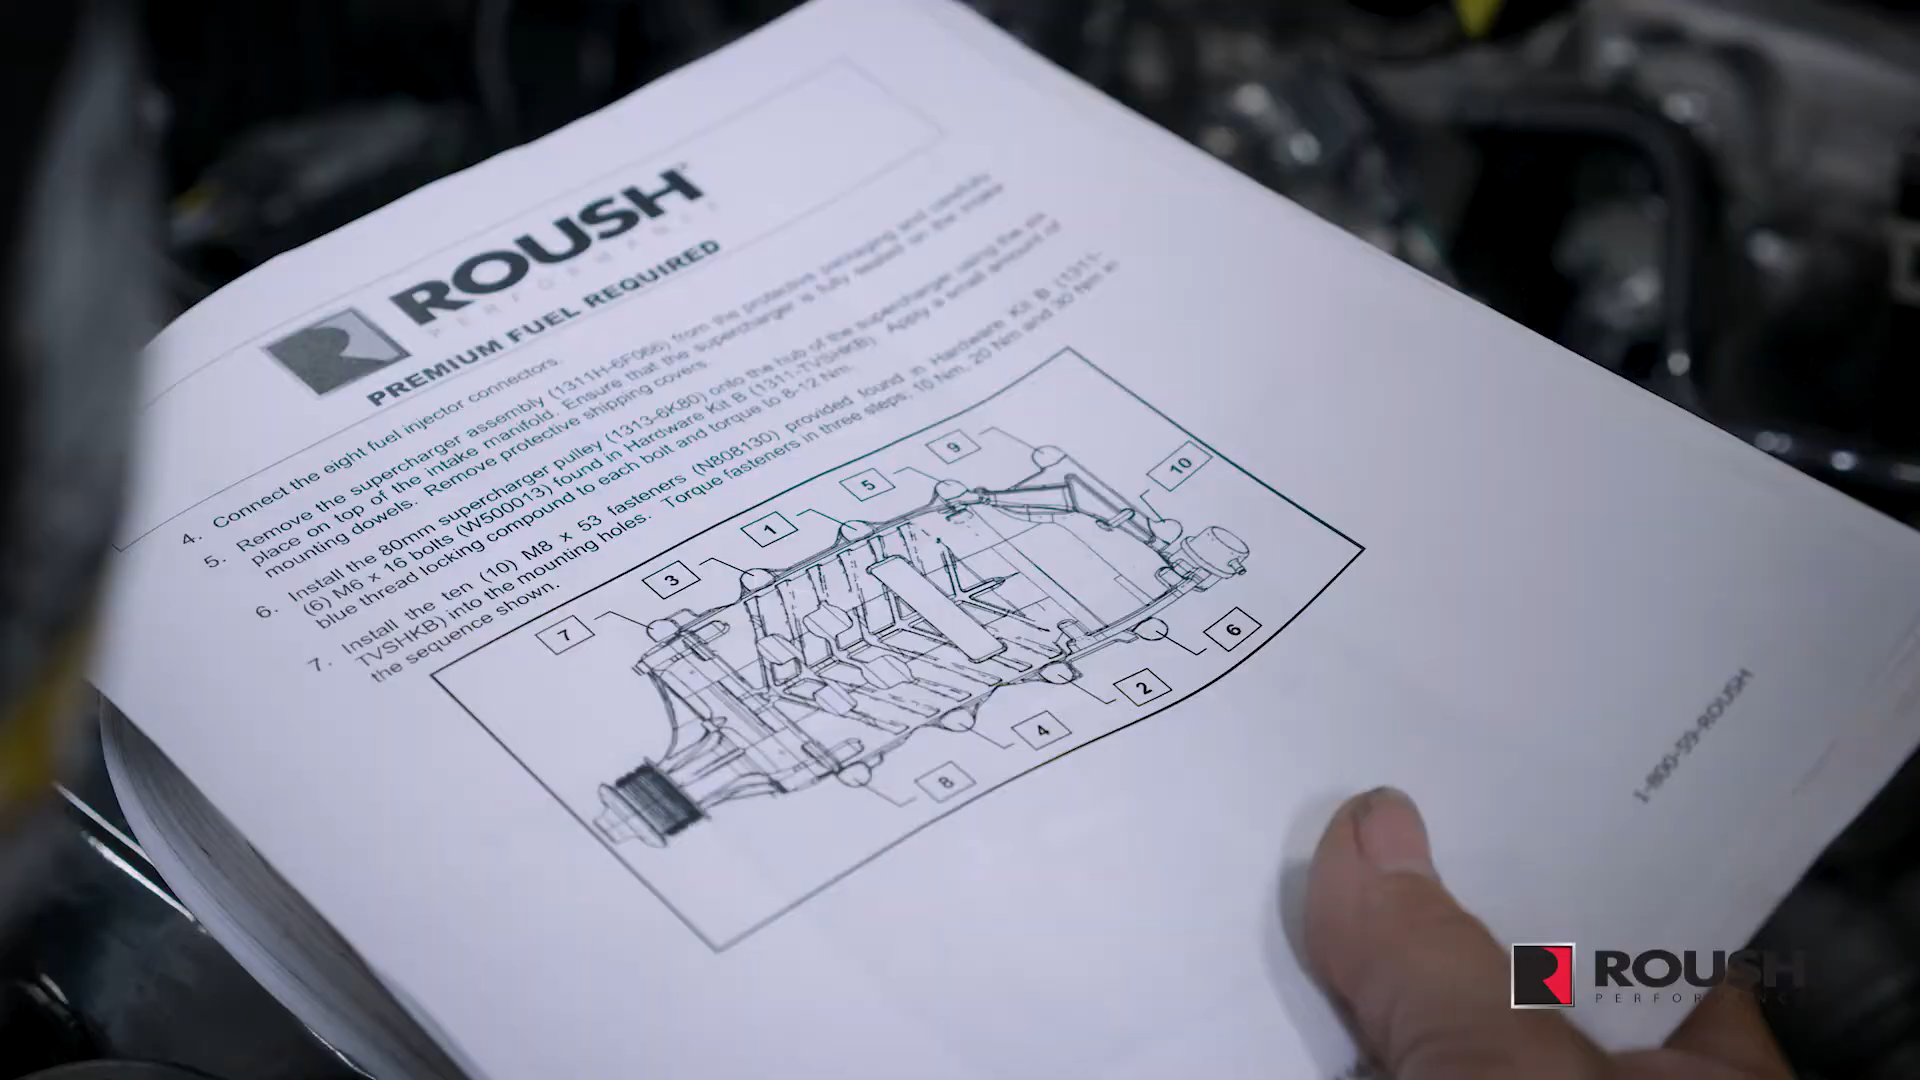 ROUSH
PERFORMANCE
PREMIUM FUEL REQUIRED
4. Connect the eight fuel injector connectors.
5. Remove the supercharger assembly (1311H-6F066) from the protective packaging and carefully
place on top of the intake manifold. Ensure that the supercharger is fully seated on the intake
mounting dowels. Remove protective shipping covers.
6. Install the 80mm supercharger pulley (1313-6K80) onto the hub of the supercharger using the six
(6) M6 x 16 bolts (W500013) found in Hardware Kit B (1311-TVSHKB). Apply a small amount of
blue thread locking compound to each bolt and torque to 8-12 Nm.
7. Install the ten (10) M8 x 53 fasteners (N808130) provided found in Hardware Kit B (1311-
TVSHKB) into the mounting holes. Torque fasteners in three steps; 10 Nm, 20 Nm and 30 Nm in
the sequence shown.
9
10
5
1
3
7
6
2
4
8
1-800-59-ROUSH
ROUSH
PERFORMANCE